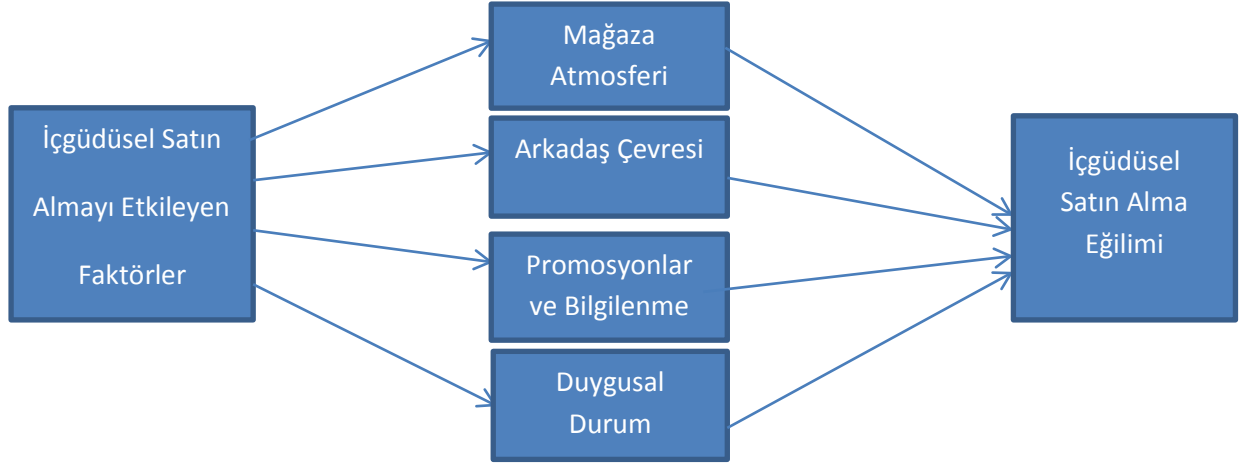 İçgüdüsel Satın
Almayı Etkileyen
Faktörler
Mağaza
Atmosferi
Arkadaş Çevresi
Promosyonlar
ve Bilgilenme
Duygusal
Durum
İçgüdüsel
Satın Alma
Eğilimi